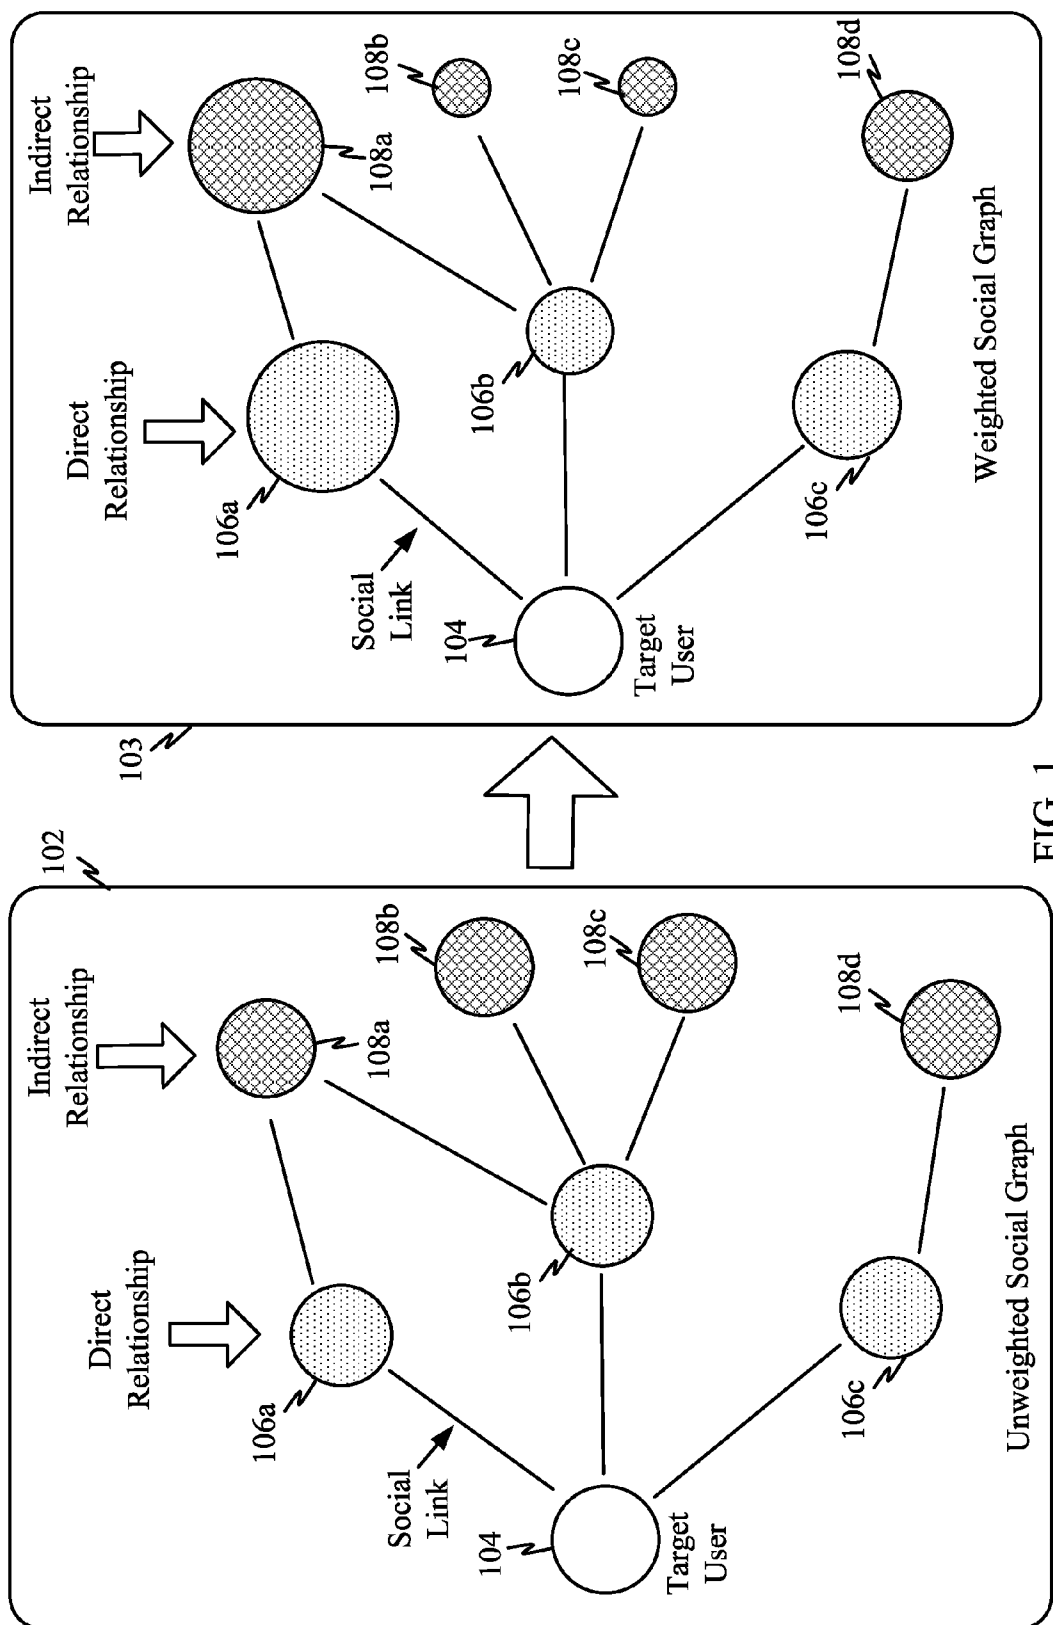 102
Indirect
Relationship
Direct
Relationship
106a
108a
108b
Social
Link
106b
108c
104
Target
User
106c
108d
Unweighted Social Graph
103
Indirect
Relationship
Direct
Relationship
106a
108a
108b
Social
Link
106b
108c
104
Target
User
106c
108d
Weighted Social Graph
FIG. 1